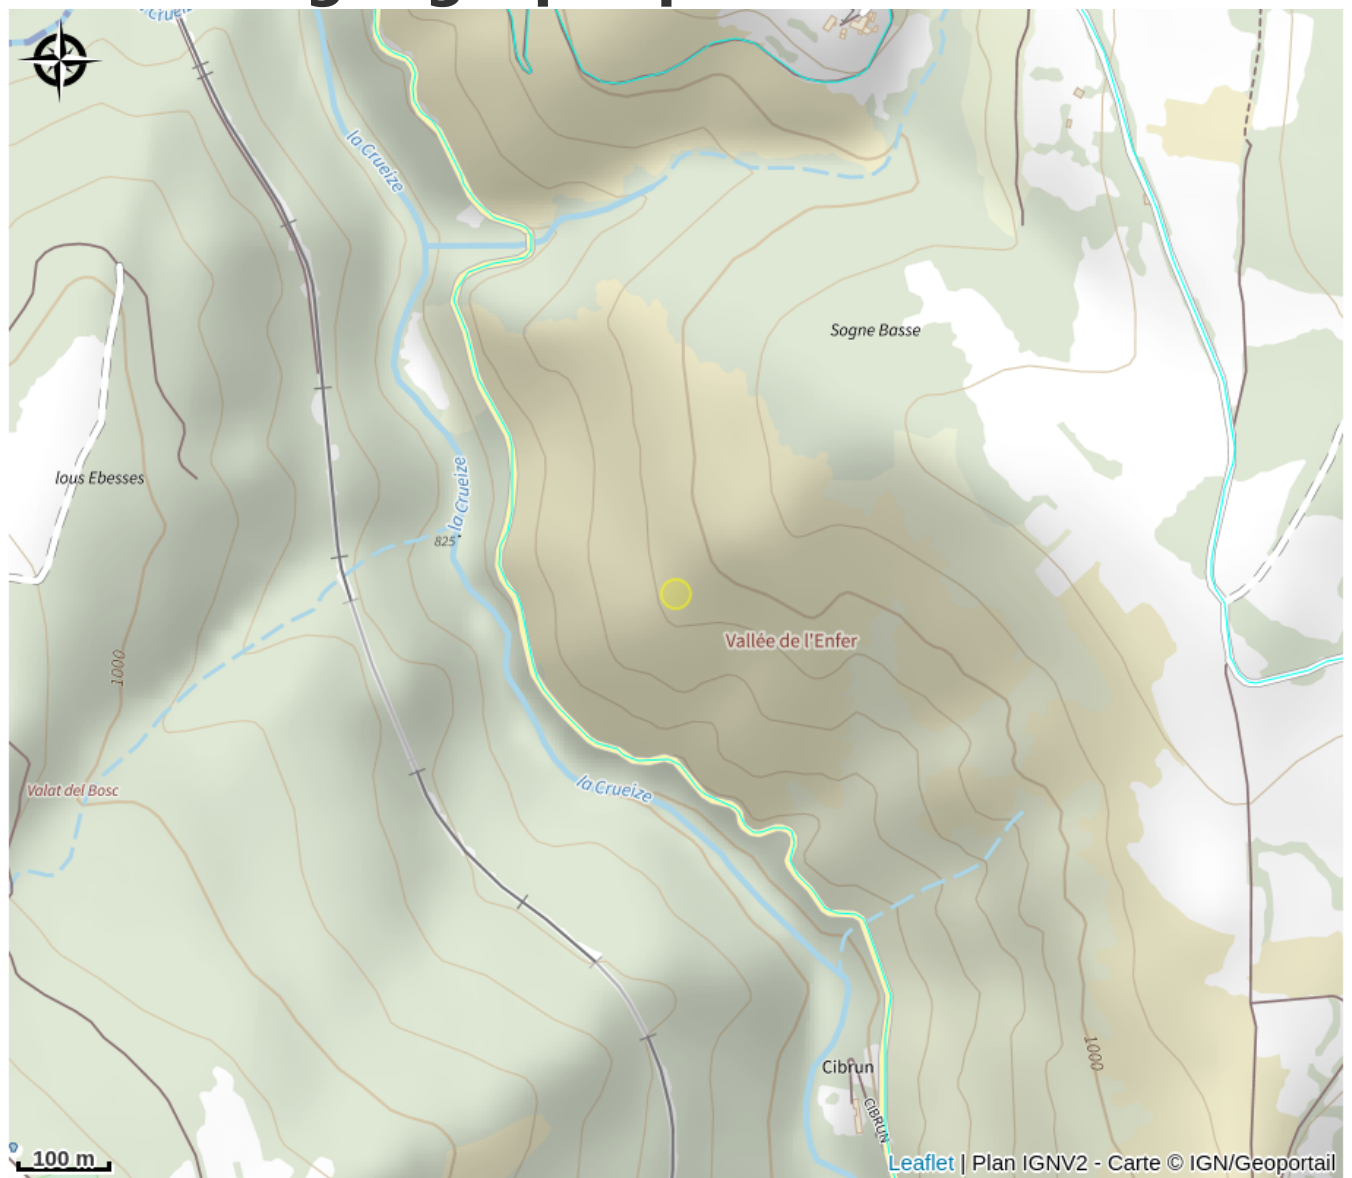 la Crueize
Sogne Basse
lous Ebesses
la Crueize
825
Vallée de l'Enfer
1000
Valat del Bosc
la Crueize
1000
Cibrun
CIBRUN
100 m
Leaflet | Plan IGNV2 - Carte © IGN/Geoportail